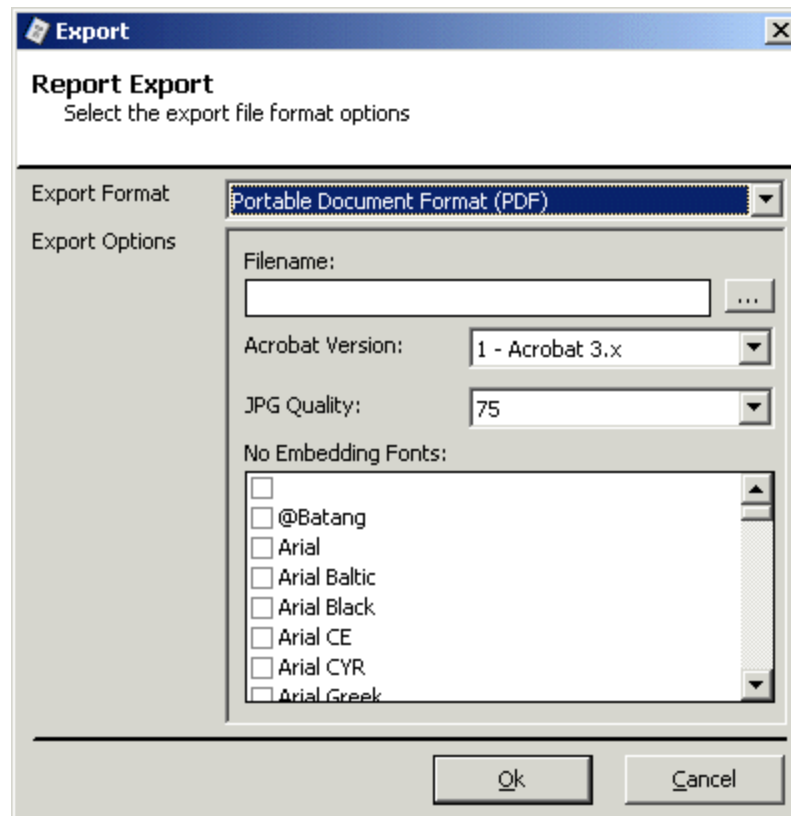 Export
Report Export
Select the export file format options
Export Format
Portable Document Format (PDF)
Export Options
Filename:
...
Acrobat Version:
1 - Acrobat 3.x
JPG Quality:
75
No Embedding Fonts:
@Batang
Arial
Arial Baltic
Arial Black
Arial CE
Arial CYR
Arial Greek
Ok
Cancel